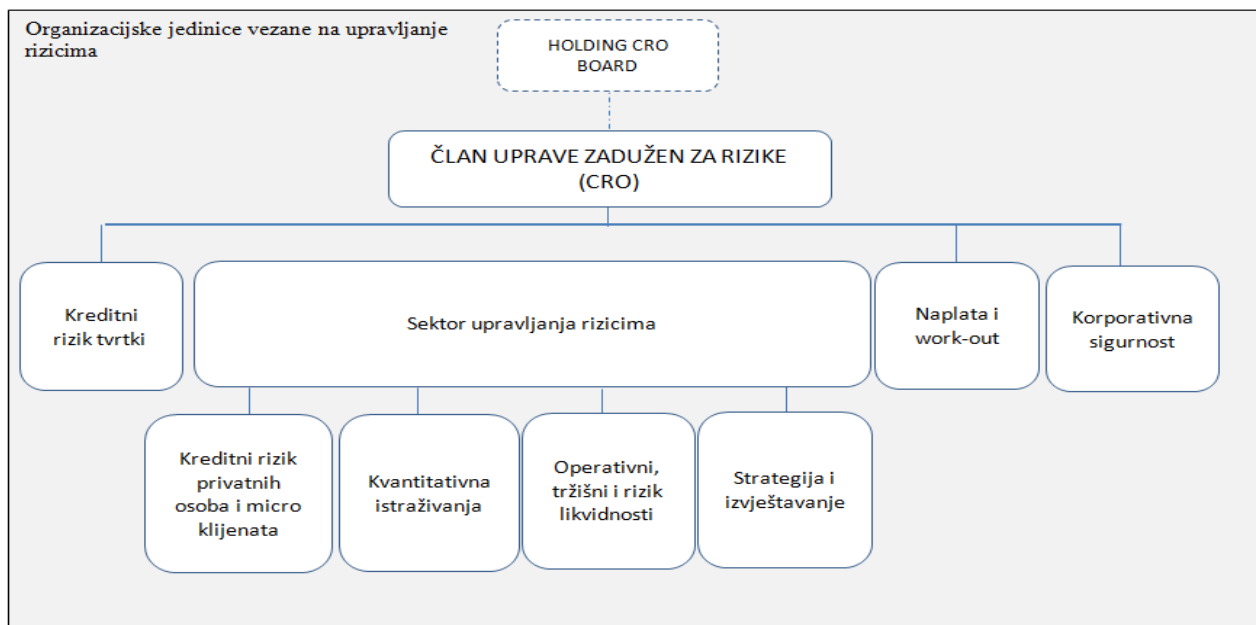 Organizacijske jedinice vezane na upravljanje
rizicima
HOLDING CRO
BOARD
ČLAN UPRAVE ZADUŽEN ZA RIZIKE
(CRO)
Kreditni
rizik tvrtki
Sektor upravljanja rizicima
Naplata i
work-out
Korporativna
sigurnost
Kreditni rizik
privatnih
osoba i micro
klijenata
Kvantitativna
istraživanja
Operativni,
tržišni i rizik
likvidnosti
Strategija i
izvještavanje